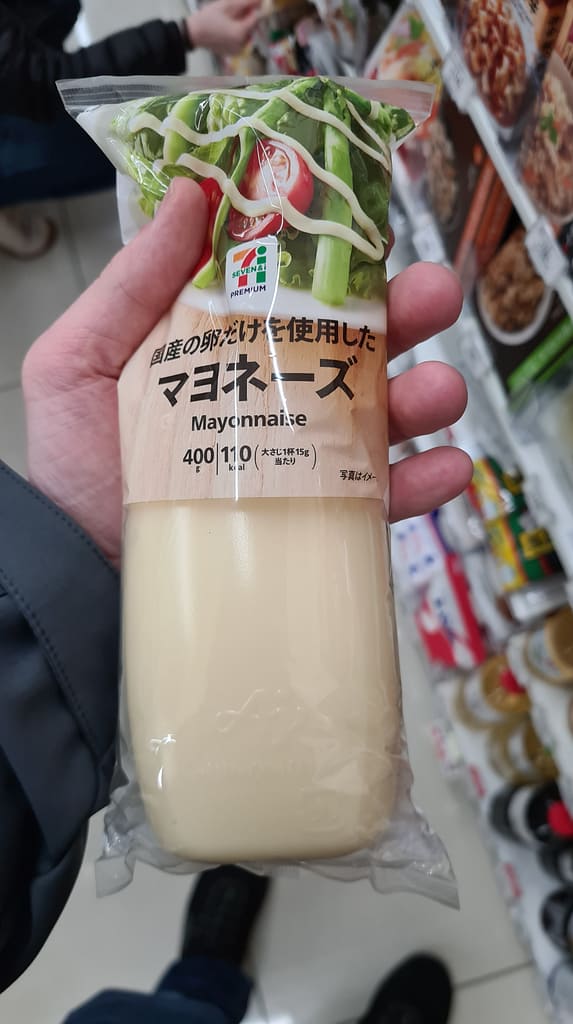 SEVEN&i
PREMIUM
国産の卵だけを使用した
マヨネーズ
Mayonnaise
400g 110kcal (大さじ1杯15g当たり)
写真はイメー